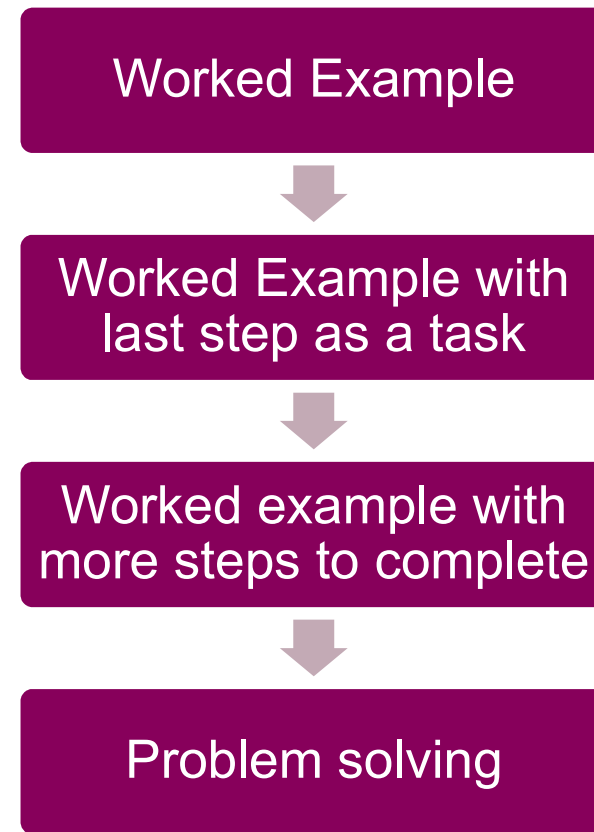 Worked Example
Worked Example with
last step as a task
Worked example with
more steps to complete
Problem solving